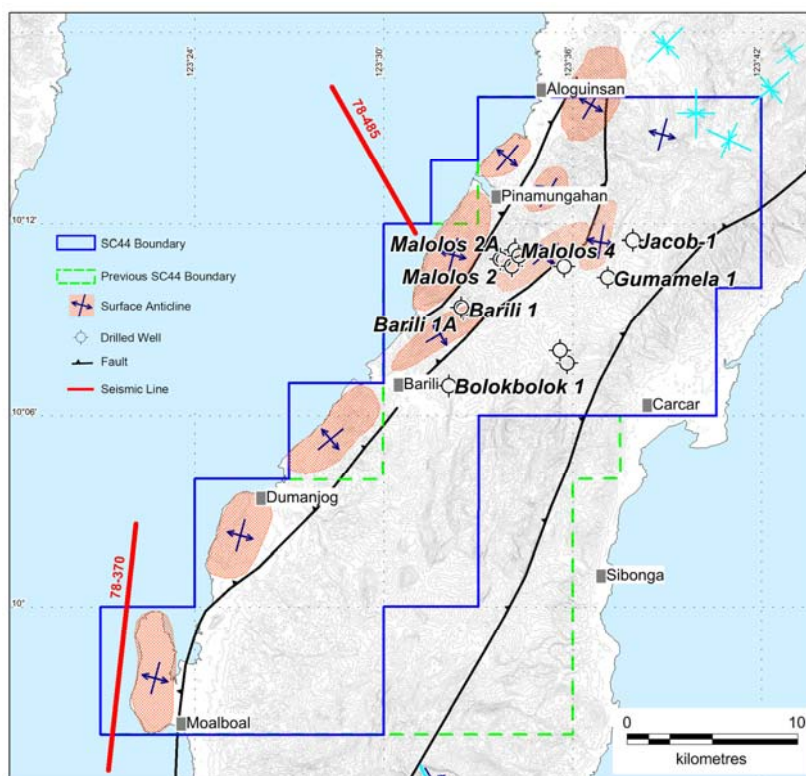 123°24'
123°30'
123°36'
123°42'
78-485
Aloguinsan
Pinamungahan
10°12'
SC44 Boundary
Previous SC44 Boundary
Surface Anticline
Drilled Well
Fault
Seismic Line
Malolos 2A
Malolos 4
Jacob-1
Malolos 2
Gumamela 1
Barili 1
Barili 1A
Barili
Bolokbolok 1
Carcar
10°06'
Dumanjog
Sibonga
78-370
10°
Moalboal
0
10
kilometres